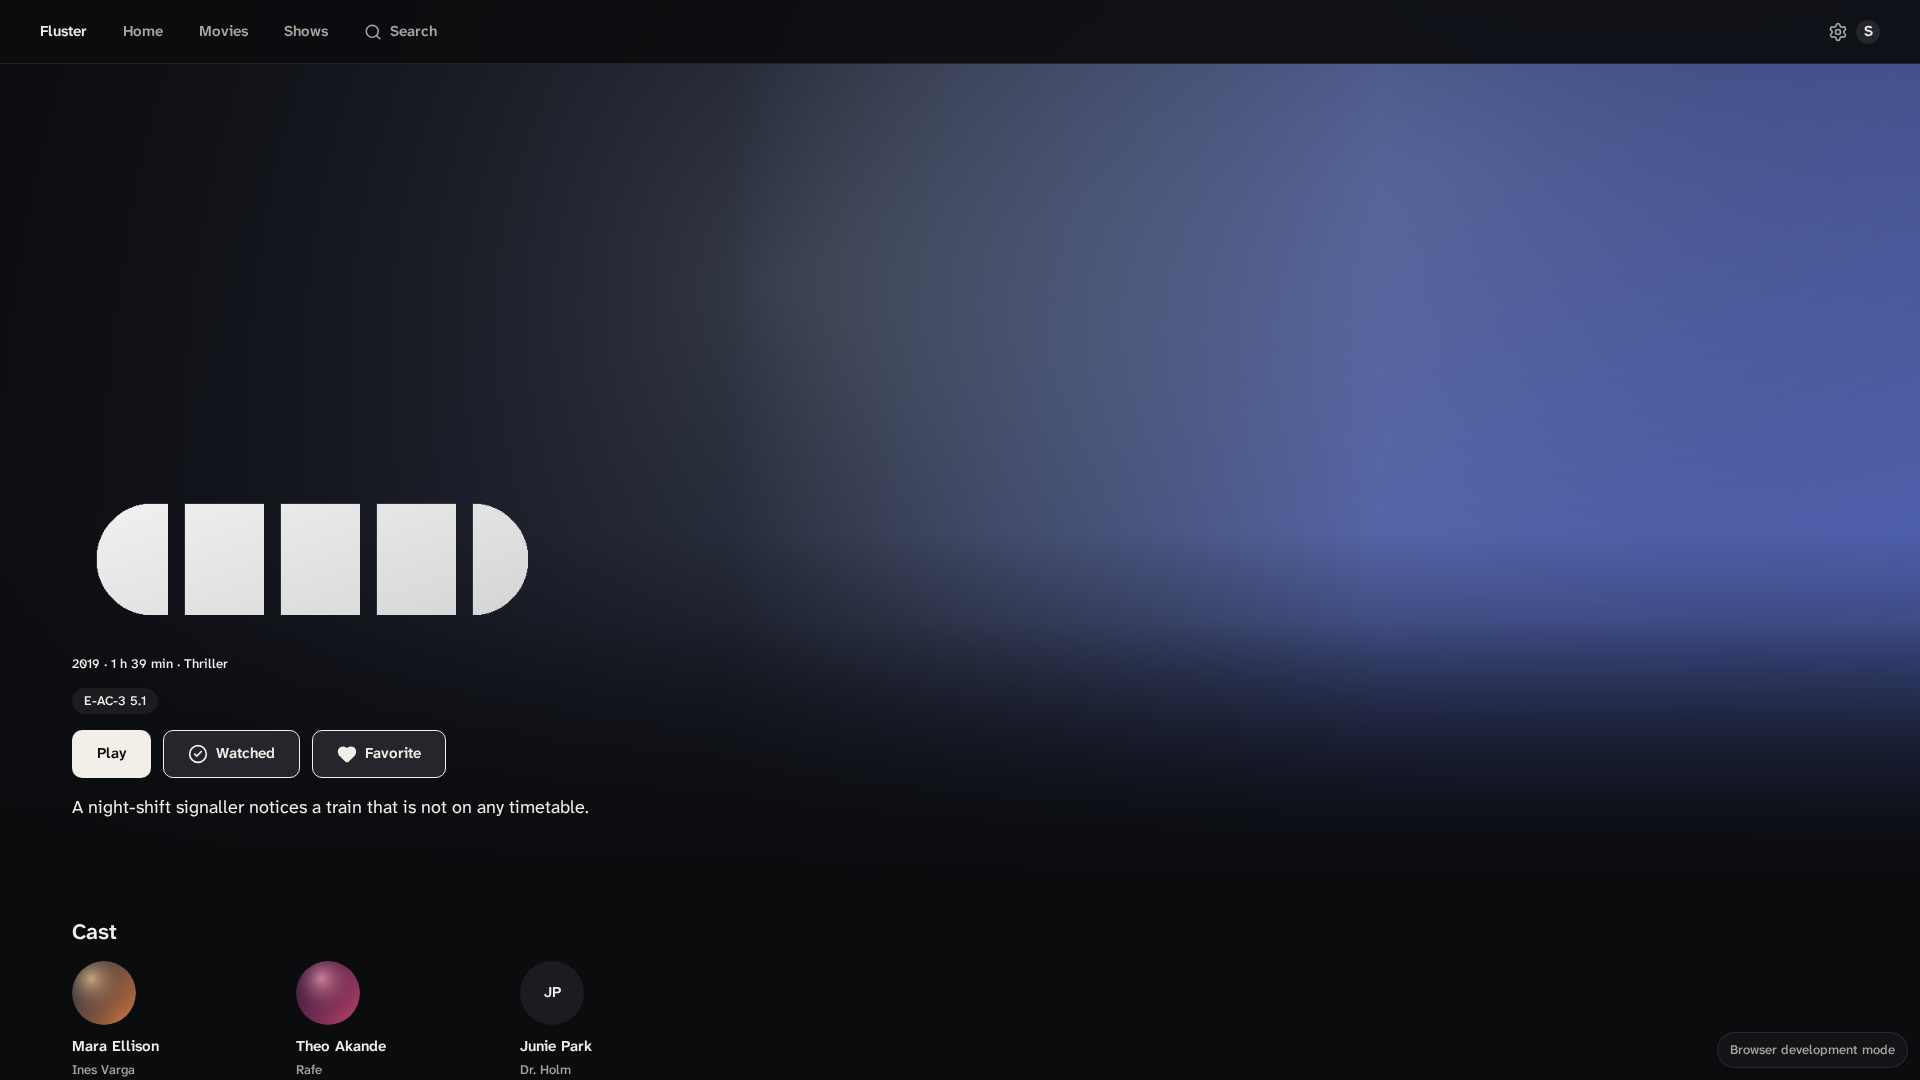 Fluster Home Movies Shows Search S
2019 · 1 h 39 min · Thriller
E-AC-3 5.1
Play Watched Favorite
A night-shift signaller notices a train that is not on any timetable.
Cast
JP
Mara Ellison Theo Akande Junie Park
Ines Varga Rafe Dr. Holm
Browser development mode